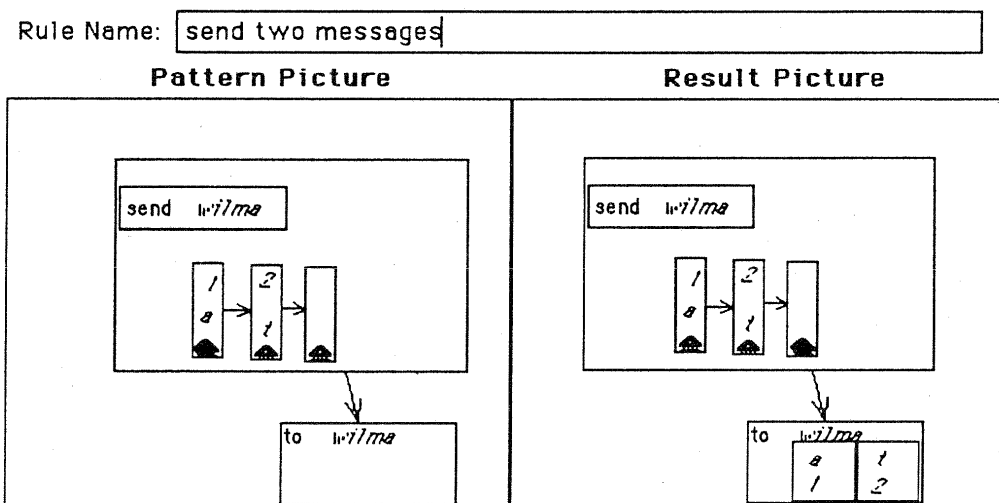 Rule Name: send two messages
Pattern Picture Result Picture
send wilma
1 2
a t
to wilma
send wilma
1 2
a t
to wilma
a t
1 2